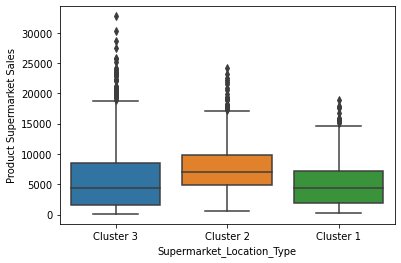 Product Supermarket Sales
30000
25000
20000
15000
10000
5000
0
Cluster 3 Cluster 2 Cluster 1
Supermarket_Location_Type